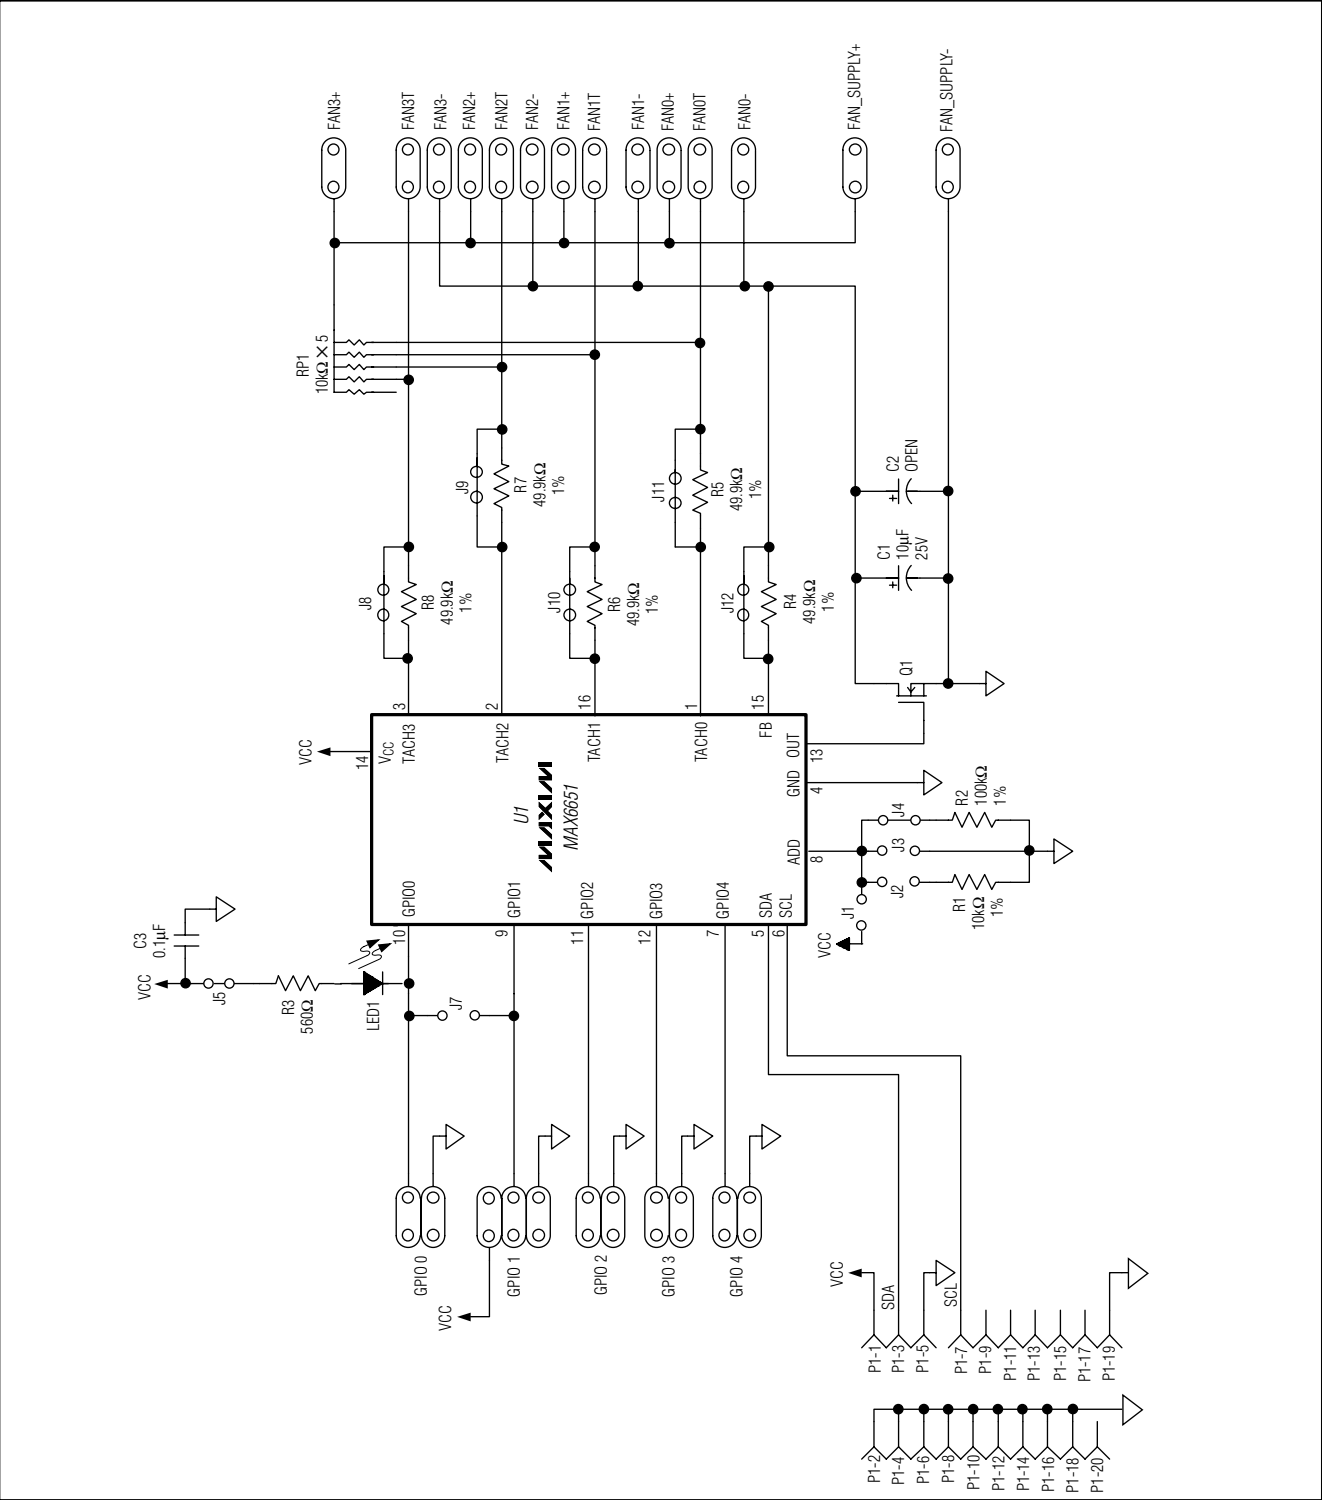 FAN3+
FAN3T
FAN3-
FAN2+
FAN2T
FAN2-
FAN1+
FAN1T
FAN1-
FAN0+
FAN0T
FAN0-
FAN_SUPPLY+
FAN_SUPPLY-
RP1
10kΩ × 5
J8
R8
49.9kΩ
1%
J9
R7
49.9kΩ
1%
J10
R6
49.9kΩ
1%
J11
R5
49.9kΩ
1%
J12
R4
49.9kΩ
1%
C1
10μF
25V
C2
OPEN
Q1
VCC
14
VCC
3
TACH3
2
TACH2
16
TACH1
1
TACH0
15
FB
13
OUT
4
GND
8
ADD
U1
MAXIM
MAX6651
10
GPIO0
9
GPIO1
11
GPIO2
12
GPIO3
7
GPIO4
5
SDA
6
SCL
J4
R2
100kΩ
1%
J3
J2
R1
10kΩ
1%
J1
VCC
C3
0.1μF
VCC
J5
R3
560Ω
LED1
J7
GPIO 0
GPIO 1
GPIO 2
GPIO 3
GPIO 4
VCC
VCC
SDA
SCL
P1-1
P1-3
P1-5
P1-7
P1-9
P1-11
P1-13
P1-15
P1-17
P1-19
P1-2
P1-4
P1-6
P1-8
P1-10
P1-12
P1-14
P1-16
P1-18
P1-20